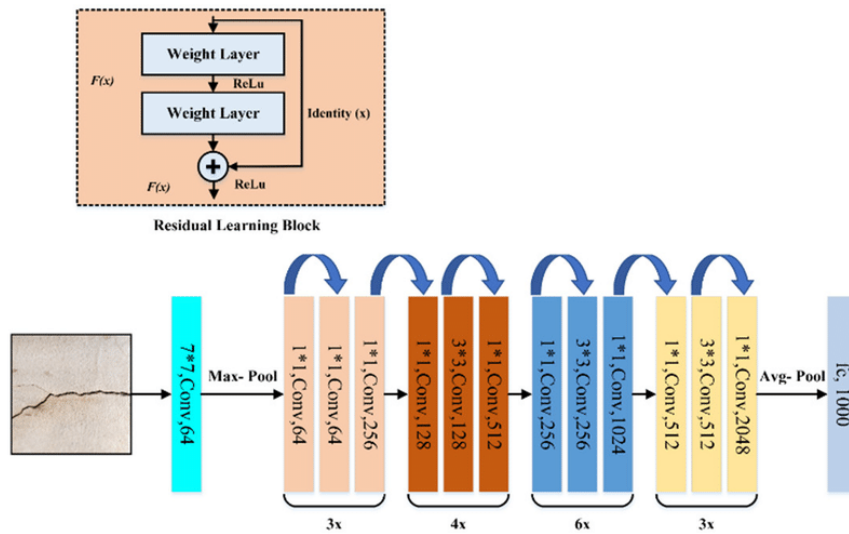 Weight Layer
F(x)
ReLu
Weight Layer
Identity (x)
+
F(x)
ReLu
Residual Learning Block
7*7,Conv,64
Max- Pool
1*1,Conv,64
1*1,Conv,64
1*1,Conv,256
1*1,Conv,128
3*3,Conv,128
1*1,Conv,512
1*1,Conv,256
3*3,Conv,256
1*1,Conv,1024
1*1,Conv,512
3*3,Conv,512
1*1,Conv,2048
Avg- Pool
fc, 1000
3x
4x
6x
3x